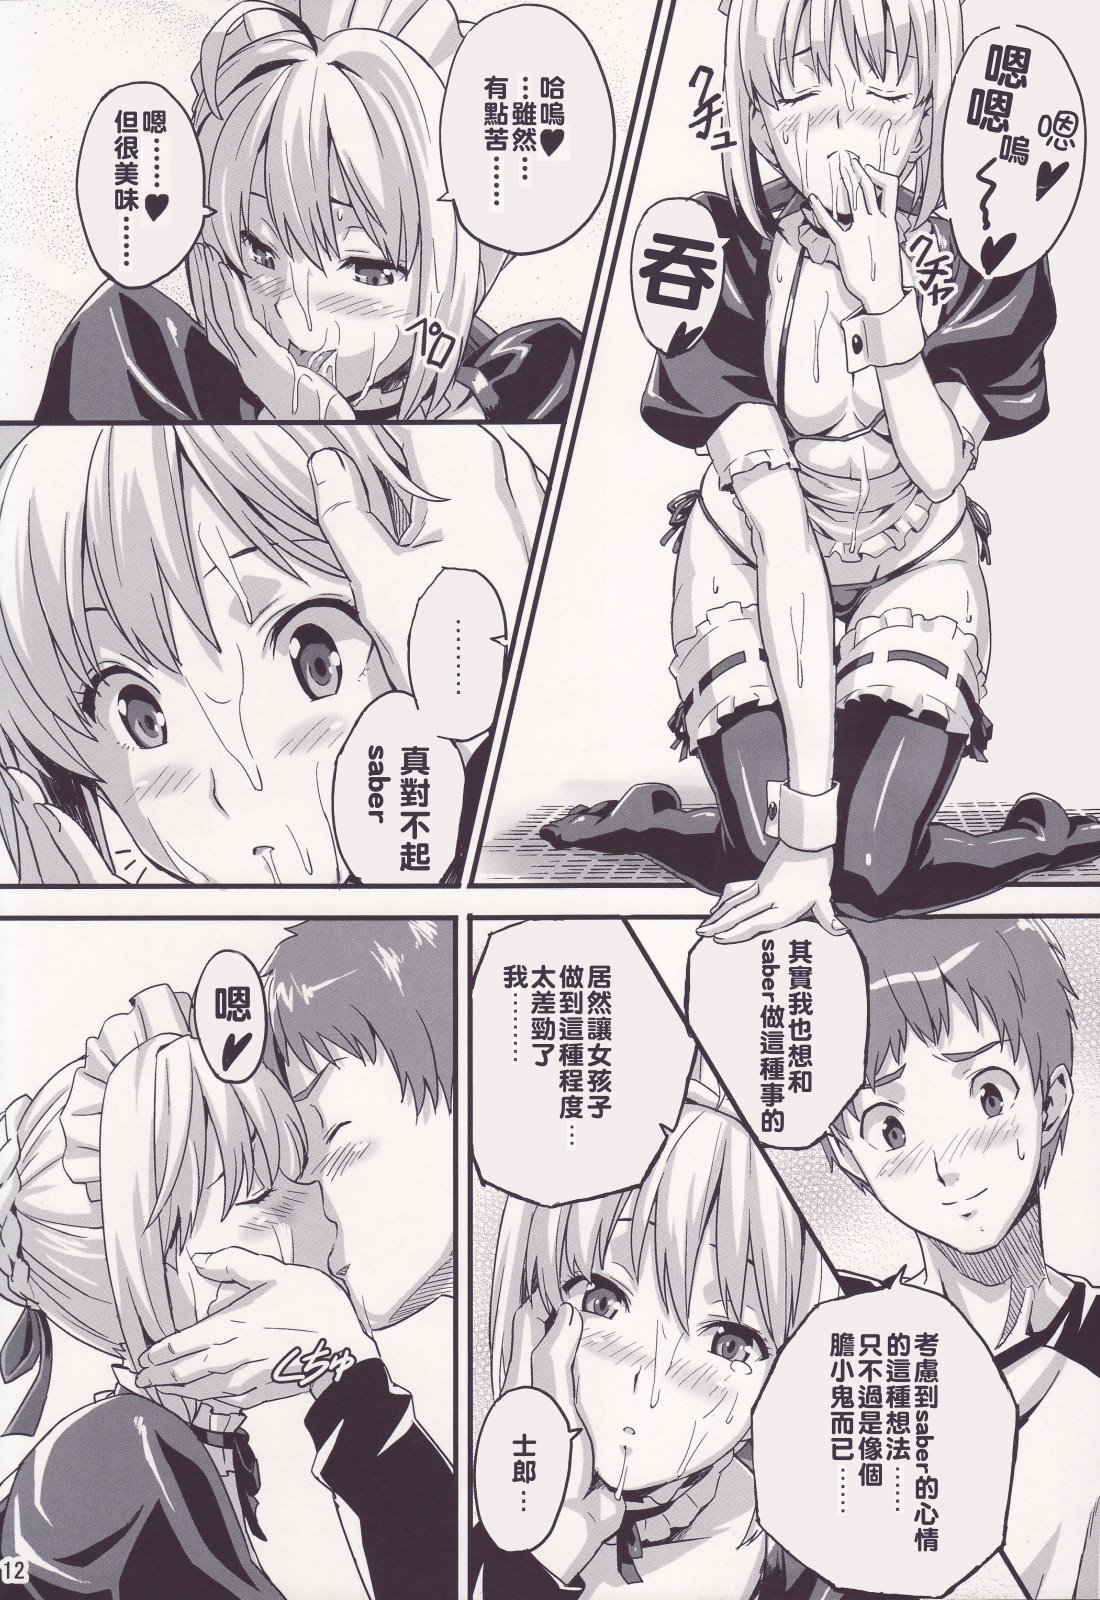 嗯嗯嗚
嗯
クチュ
クチャ
吞
哈嗚♥
…雖然…
有點苦……
嗯……♥
但很美味……
ペロ
………
真對不起
saber
其實我也想和
saber做這種事的
居然讓女孩子
做到這種程度…
太差勁了
我………
考慮到saber的心情
的這種想法……
只不過是像個
膽小鬼而已……
士郎…
嗯
くちゅ
12